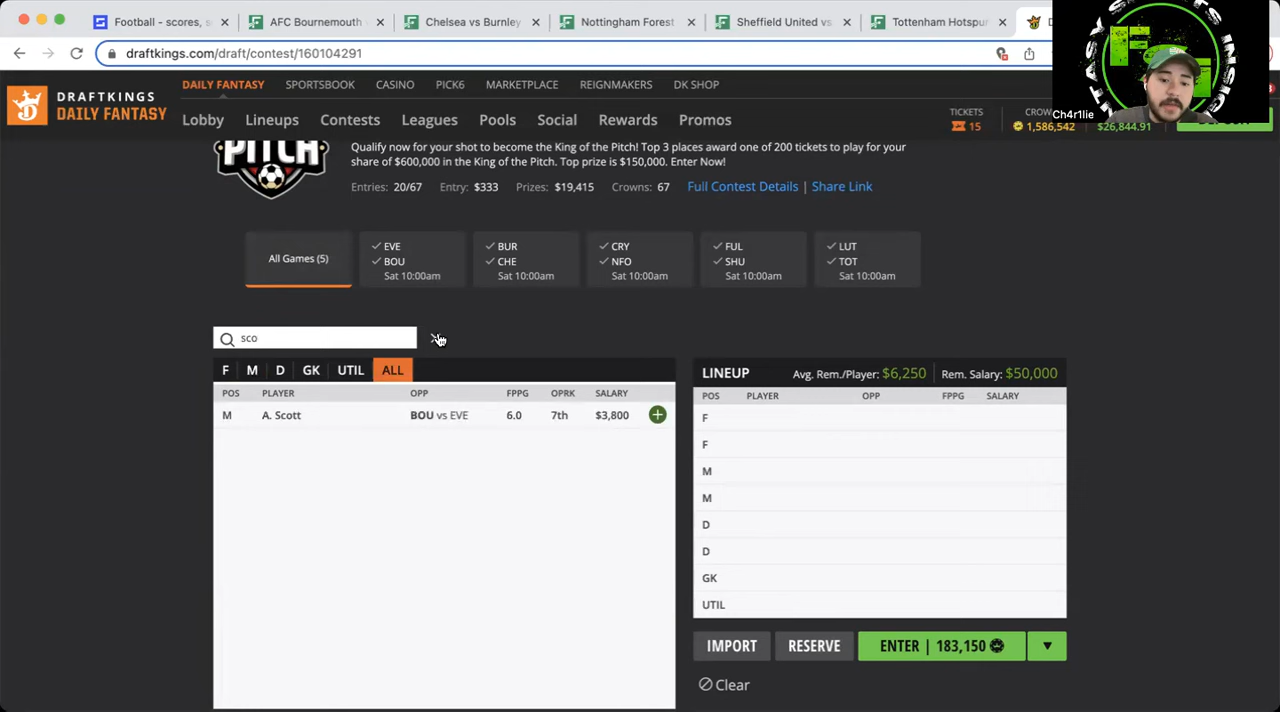 Football - scores, s
AFC Bournemouth
Chelsea vs Burnley
Nottingham Forest
Sheffield United vs
Tottenham Hotspu
draftkings.com/draft/contest/160104291
Ch4r1lie
DRAFTKINGS
DAILY FANTASY
DAILY FANTASY
SPORTSBOOK
CASINO
PICK6
MARKETPLACE
REIGNMAKERS
DK SHOP
Lobby
Lineups
Contests
Leagues
Pools
Social
Rewards
Promos
TICKETS
15
CROW
1,586,542
$26,844.91
PITCH
Qualify now for your shot to become the King of the Pitch! Top 3 places award one of 200 tickets to play for your
share of $600,000 in the King of the Pitch. Top prize is $150,000. Enter Now!
Entries: 20/67 Entry: $333 Prizes: $19,415 Crowns: 67 Full Contest Details | Share Link
All Games (5)
EVE
BOU
Sat 10:00am
BUR
CHE
Sat 10:00am
CRY
NFO
Sat 10:00am
FUL
SHU
Sat 10:00am
LUT
TOT
Sat 10:00am
sco
F M D GK UTIL ALL
POS PLAYER OPP FPPG OPRK SALARY
M A. Scott BOU vs EVE 6.0 7th $3,800
LINEUP Avg. Rem./Player: $6,250 Rem. Salary: $50,000
POS PLAYER OPP FPPG SALARY
F
F
M
M
D
D
GK
UTIL
IMPORT
RESERVE
ENTER | 183,150
Clear